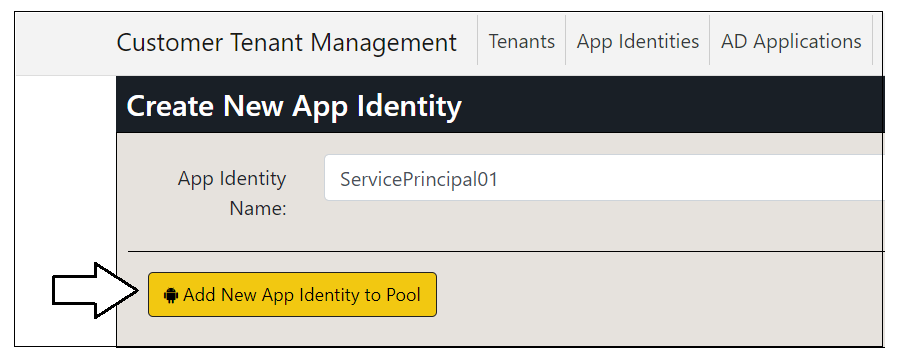 Customer Tenant Management Tenants App Identities AD Applications
Create New App Identity
App Identity
Name:
ServicePrincipal01
Add New App Identity to Pool